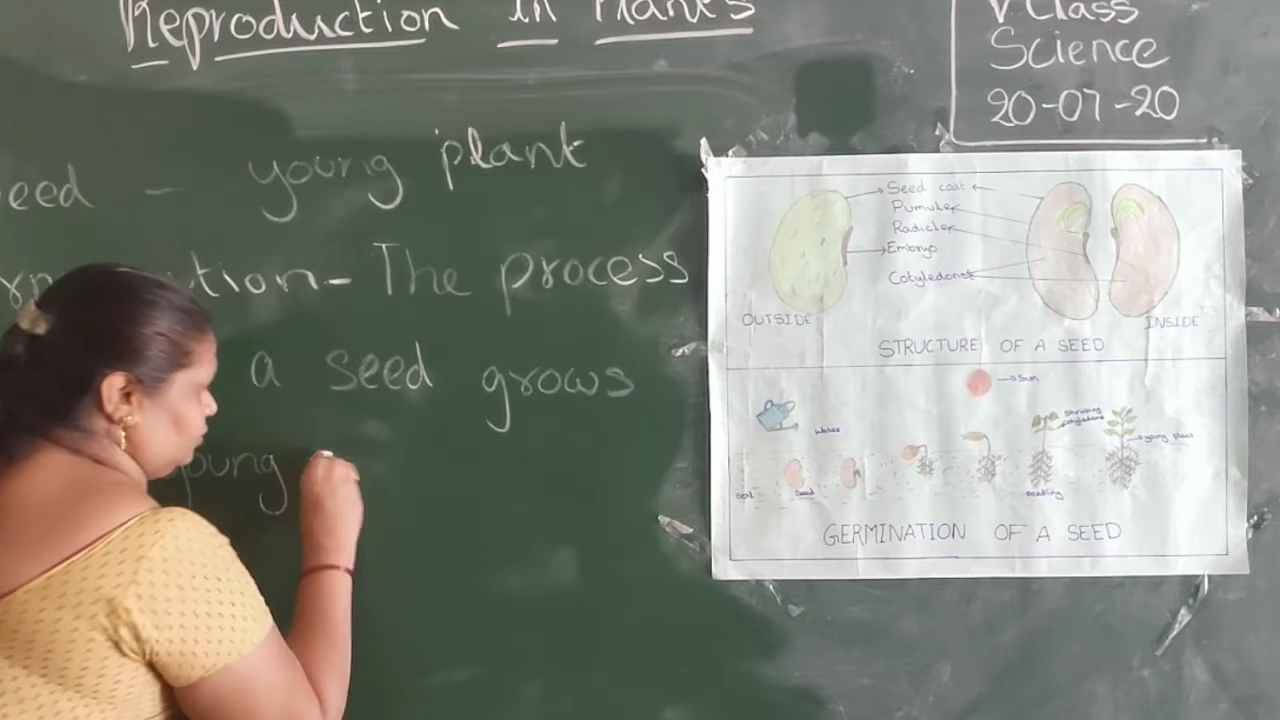 Reproduction in Plants
V Class
Science
20-07-20
eed - young plant
tion- The process
a seed grows
young
Seed coat
Pumule
Radicle
Embryo
Cotyledons
OUTSIDE
INSIDE
STRUCTURE OF A SEED
Sun
Water
Shrinking cotyledons
young plant
Soil
Seed
seedling
GERMINATION OF A SEED